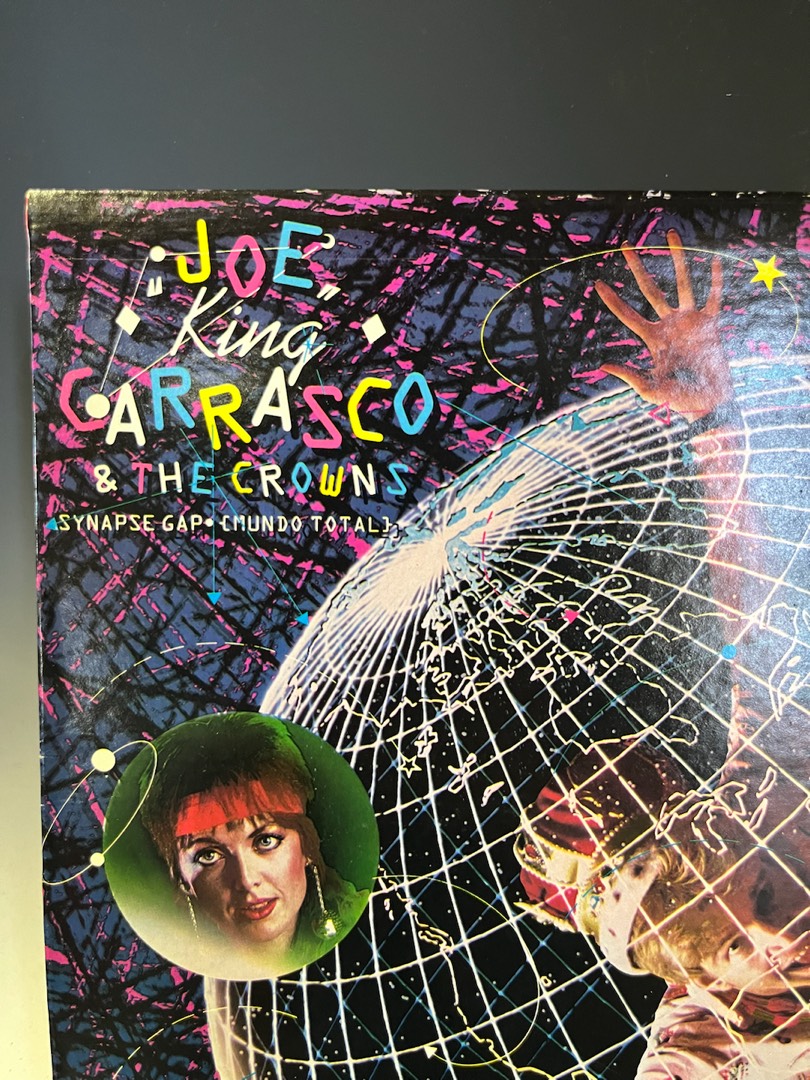 "JOE"
King
CARRASCO
& THE CROWNS
SYNAPSE GAP• [MUNDO TOTAL]